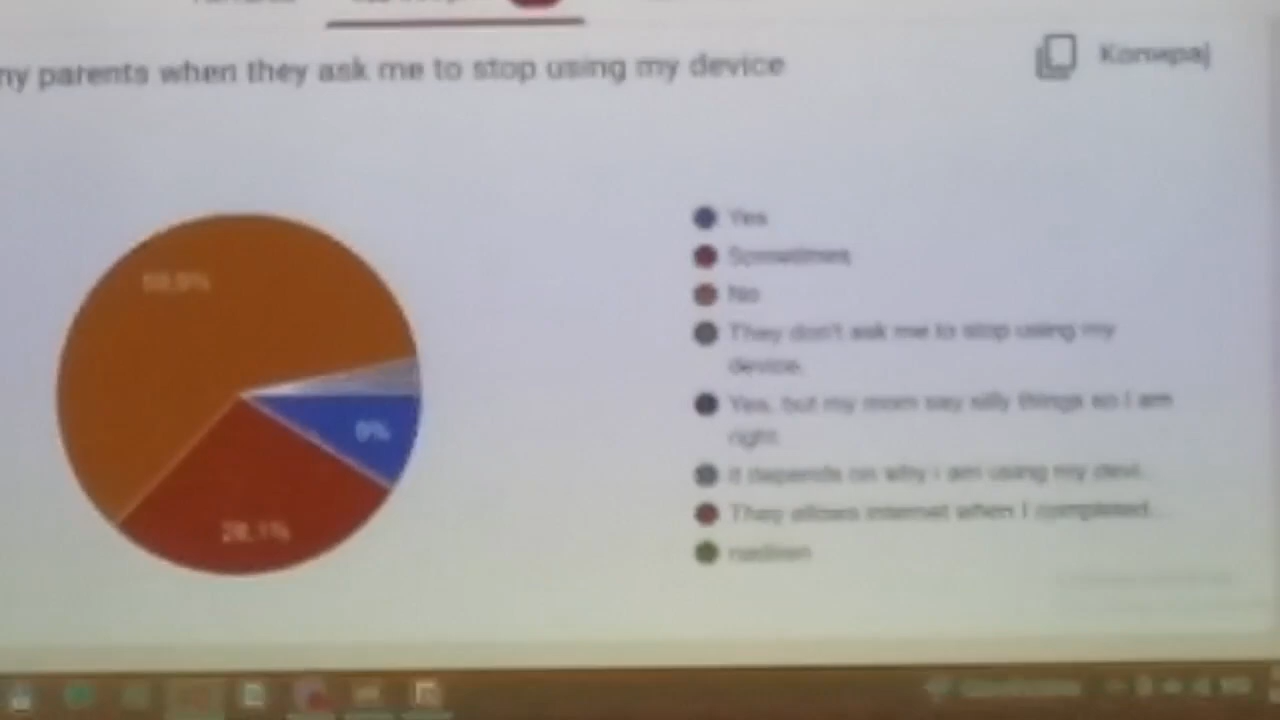 my parents when they ask me to stop using my device
Копирај
Yes
Sometimes
No
They don't ask me to stop using my
device.
Yes, but my mom say silly things so I am
right
It depends on why i am using my devi...
They allows internet when I completed...
9%
28.1%